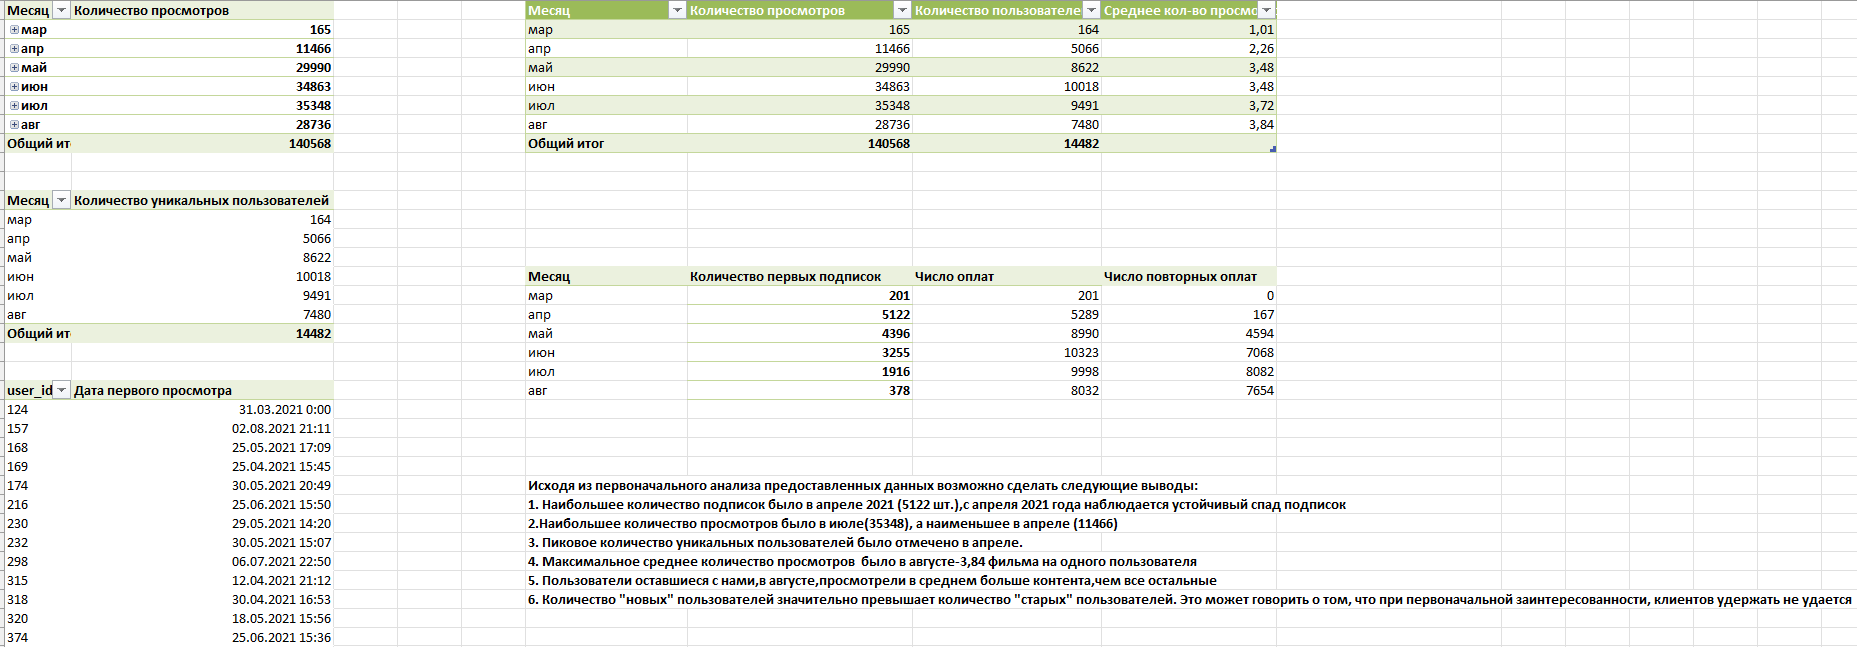 Месяц Количество просмотров
мар 165
апр 11466
май 29990
июн 34863
июл 35348
авг 28736
Общий ит 140568
Месяц Количество уникальных пользователей
мар 164
апр 5066
май 8622
июн 10018
июл 9491
авг 7480
Общий ит 14482
user_id Дата первого просмотра
124 31.03.2021 0:00
157 02.08.2021 21:11
168 25.05.2021 17:09
169 25.04.2021 15:45
174 30.05.2021 20:49
216 25.06.2021 15:50
230 29.05.2021 14:20
232 30.05.2021 15:07
298 06.07.2021 22:50
315 12.04.2021 21:12
318 30.04.2021 16:53
320 18.05.2021 15:56
374 25.06.2021 15:36
Месяц Количество просмотров Количество пользователе Среднее кол-во просмо
мар 165 164 1,01
апр 11466 5066 2,26
май 29990 8622 3,48
июн 34863 10018 3,48
июл 35348 9491 3,72
авг 28736 7480 3,84
Общий итог 140568 14482
Месяц Количество первых подписок Число оплат Число повторных оплат
мар 201 201 0
апр 5122 5289 167
май 4396 8990 4594
июн 3255 10323 7068
июл 1916 9998 8082
авг 378 8032 7654
Исходя из первоначального анализа предоставленных данных возможно сделать следующие выводы:
1. Наибольшее количество подписок было в апреле 2021 (5122 шт.),с апреля 2021 года наблюдается устойчивый спад подписок
2.Наибольшее количество просмотров было в июле(35348), а наименьшее в апреле (11466)
3. Пиковое количество уникальных пользователей было отмечено в апреле.
4. Максимальное среднее количество просмотров было в августе-3,84 фильма на одного пользователя
5. Пользователи оставшиеся с нами,в августе,просмотрели в среднем больше контента,чем все остальные
6. Количество "новых" пользователей значительно превышает количество "старых" пользователей. Это может говорить о том, что при первоначальной заинтересованности, клиентов удержать не удается